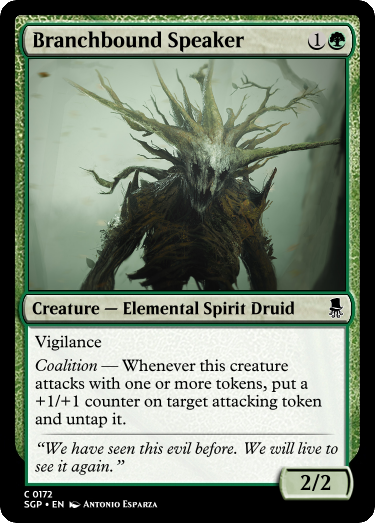 Branchbound Speaker 1
Creature — Elemental Spirit Druid
Vigilance
Coalition — Whenever this creature
attacks with one or more tokens, put a
+1/+1 counter on target attacking token
and untap it.
“We have seen this evil before. We will live to
see it again.”
2/2
C 0172
SGP • EN Antonio Esparza